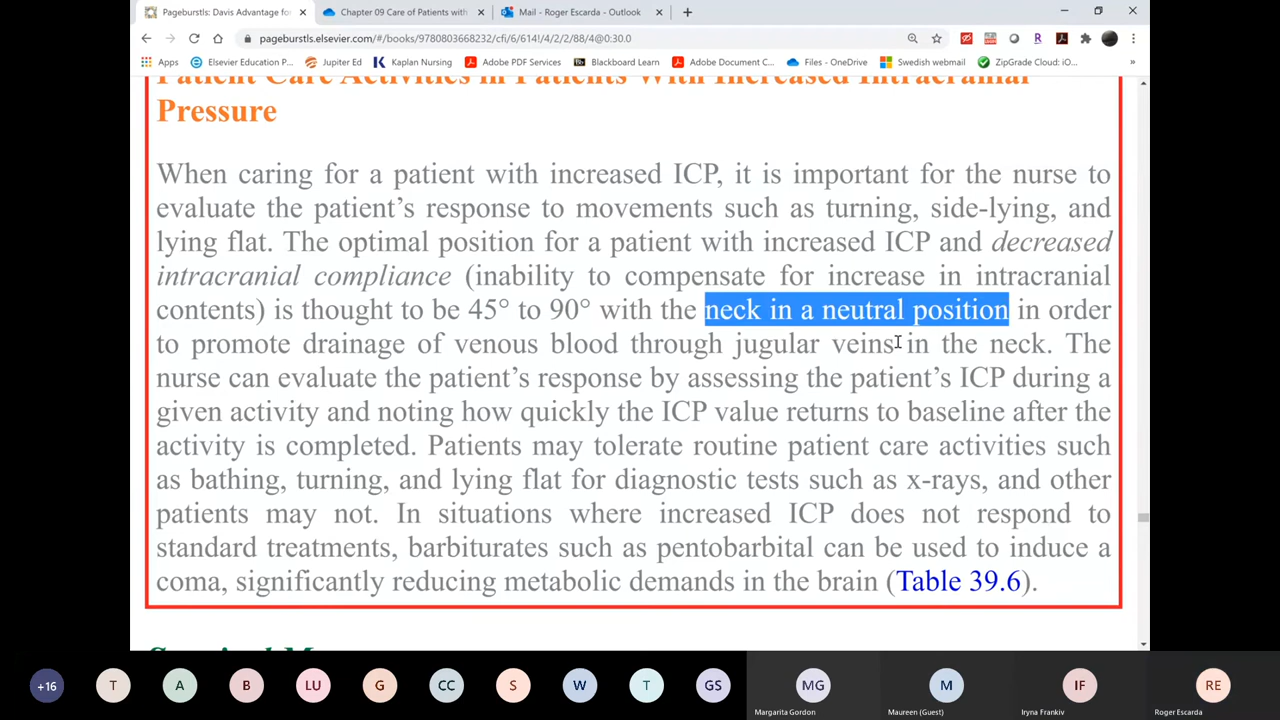 Pageburstls: Davis Advantage for
Chapter 09 Care of Patients with
Mail - Roger Escarda - Outlook
pageburstls.elsevier.com/#/books/9780803668232/cfi/6/614!/4/2/2/88/4@0:30.0
Apps
Elsevier Education P...
Jupiter Ed
Kaplan Nursing
Adobe PDF Services
Blackboard Learn
Adobe Document C...
Files - OneDrive
Swedish webmail
ZipGrade Cloud: iO...
»
Patient Care Activities in Patients With Increased Intracranial
Pressure
When caring for a patient with increased ICP, it is important for the nurse to
evaluate the patient’s response to movements such as turning, side-lying, and
lying flat. The optimal position for a patient with increased ICP and decreased
intracranial compliance (inability to compensate for increase in intracranial
contents) is thought to be 45° to 90° with the neck in a neutral position in order
to promote drainage of venous blood through jugular veins in the neck. The
nurse can evaluate the patient’s response by assessing the patient’s ICP during a
given activity and noting how quickly the ICP value returns to baseline after the
activity is completed. Patients may tolerate routine patient care activities such
as bathing, turning, and lying flat for diagnostic tests such as x-rays, and other
patients may not. In situations where increased ICP does not respond to
standard treatments, barbiturates such as pentobarbital can be used to induce a
coma, significantly reducing metabolic demands in the brain (Table 39.6).
+16
T
A
B
LU
G
CC
S
W
T
GS
MG
M
IF
RE
Margarita Gordon
Maureen (Guest)
Iryna Frankiv
Roger Escarda